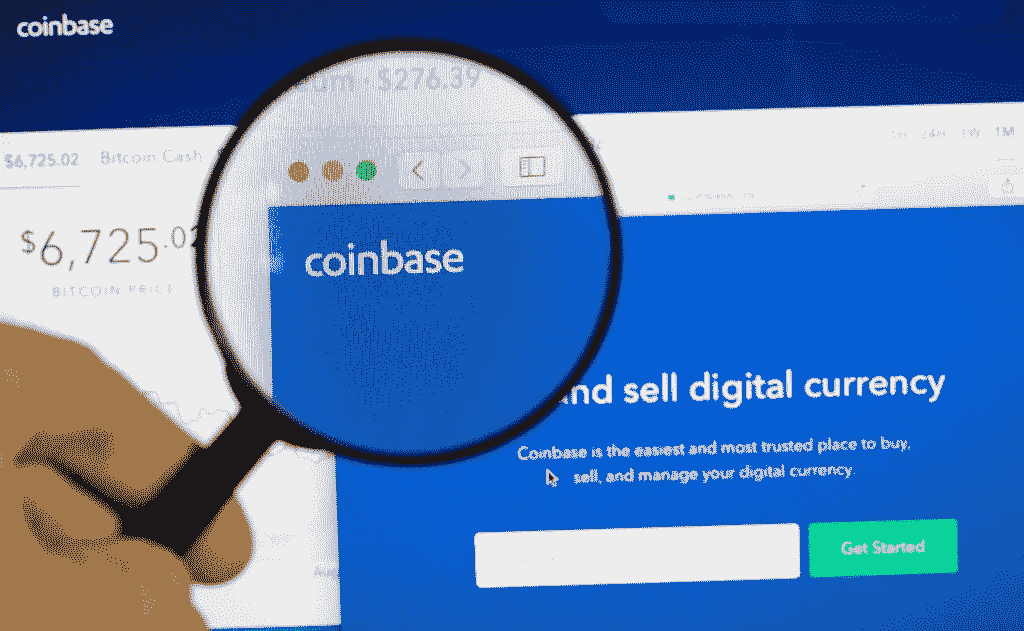 coinbase
$276.39
$6,725.02 Bitcoin Cash
1W 1M
$6,725.02
BITCOIN PRICE
coinbase
and sell digital currency
Coinbase is the easiest and most trusted place to buy,
sell, and manage your digital currency.
Get Started